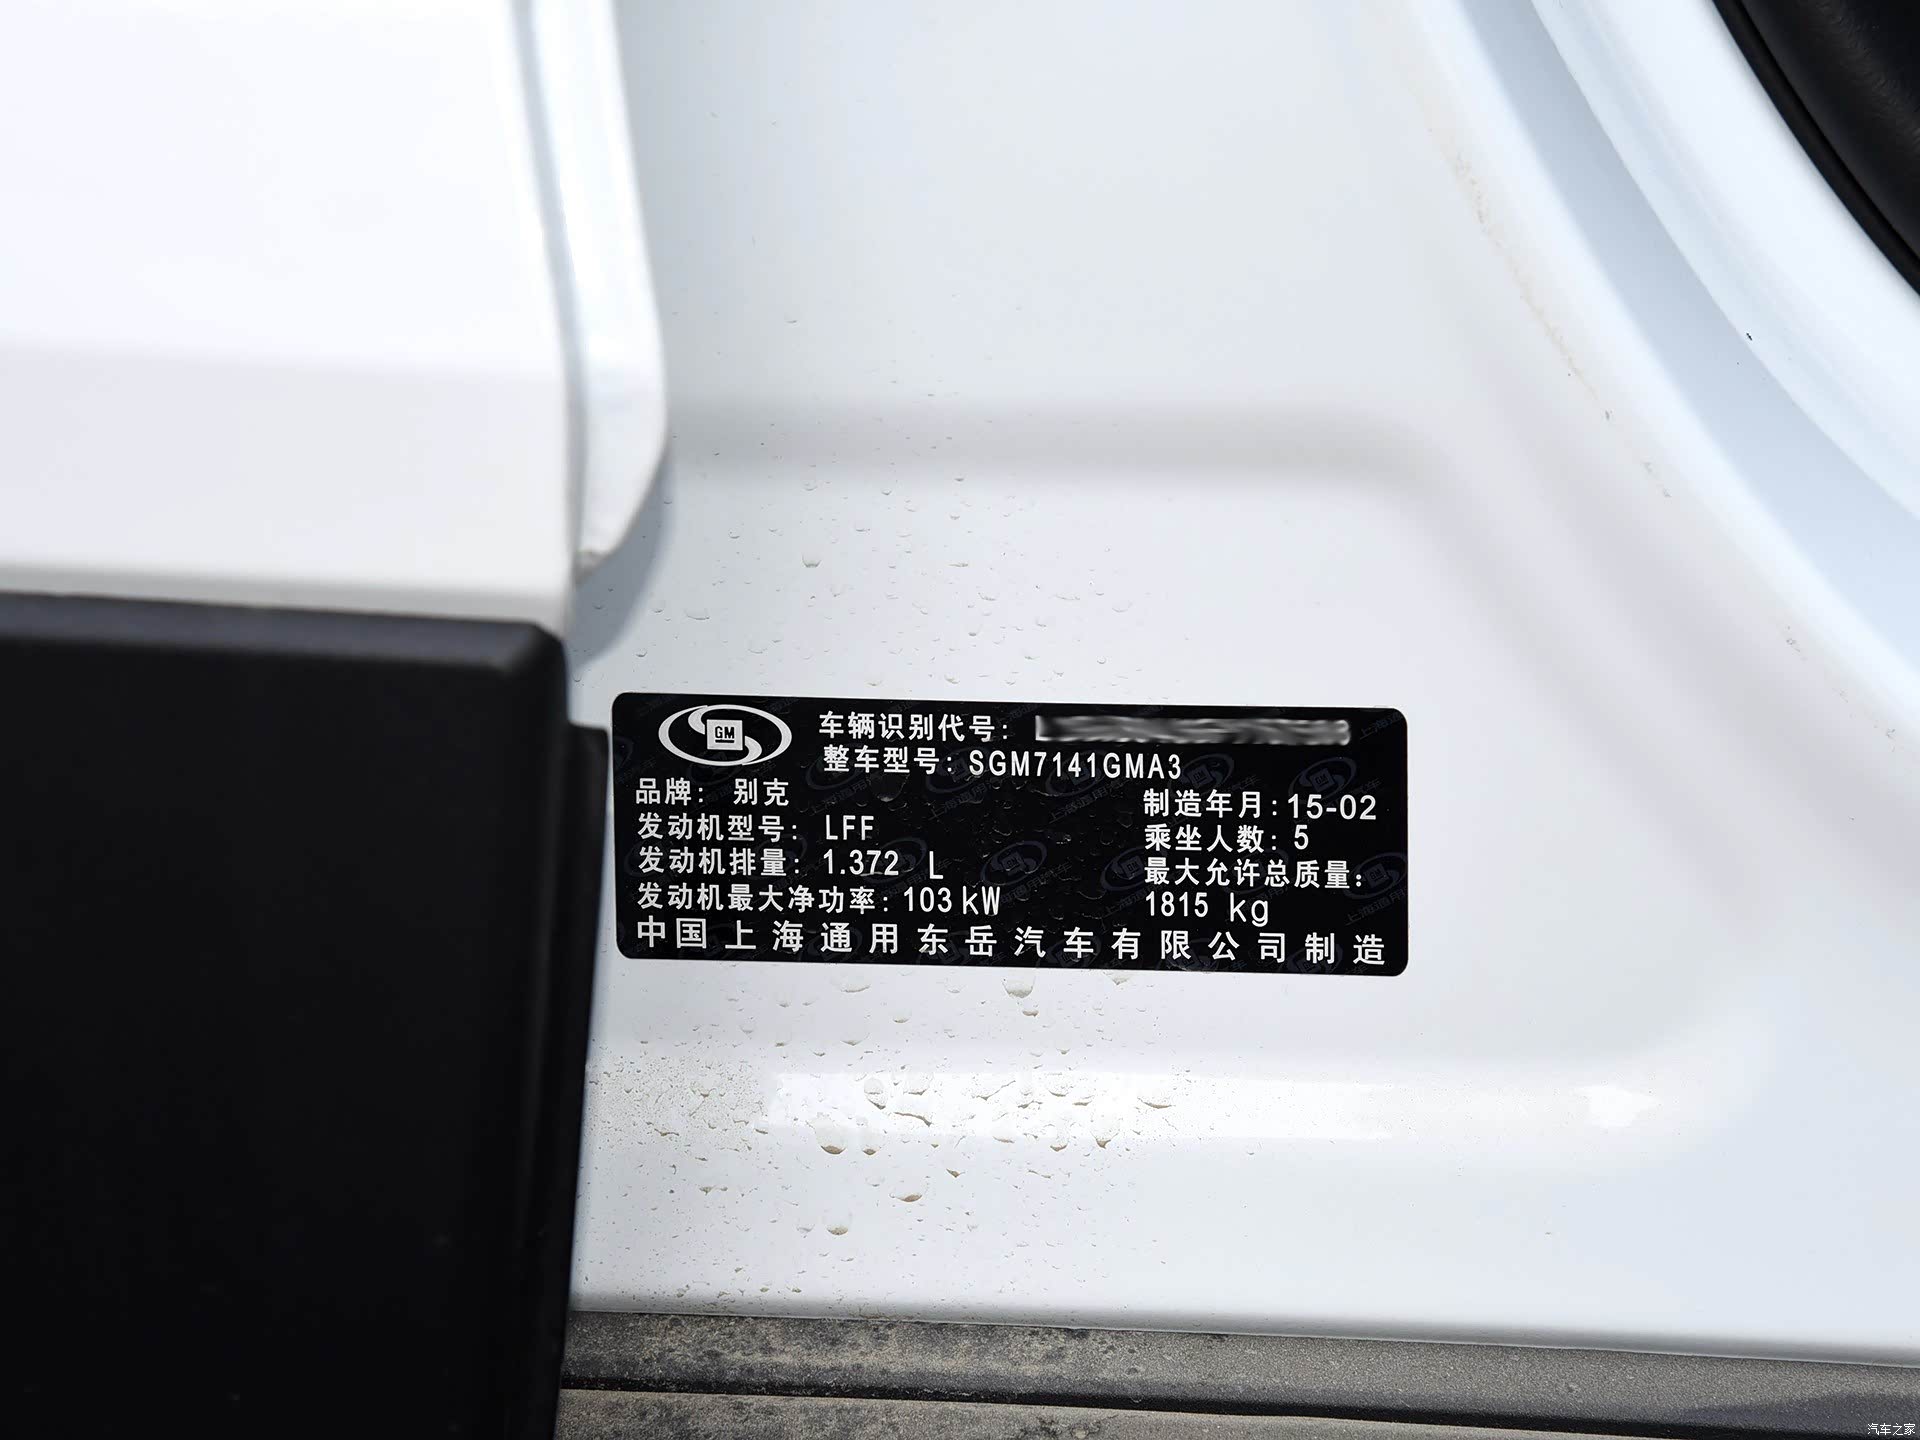 GM
车辆识别代号:
整车型号: SGM7141GMA3
品牌: 别克
发动机型号: LFF
发动机排量: 1.372 L
发动机最大净功率: 103 kW
制造年月: 15-02
乘坐人数: 5
最大允许总质量:
1815 kg
中国上海通用东岳汽车有限公司制造
汽车之家